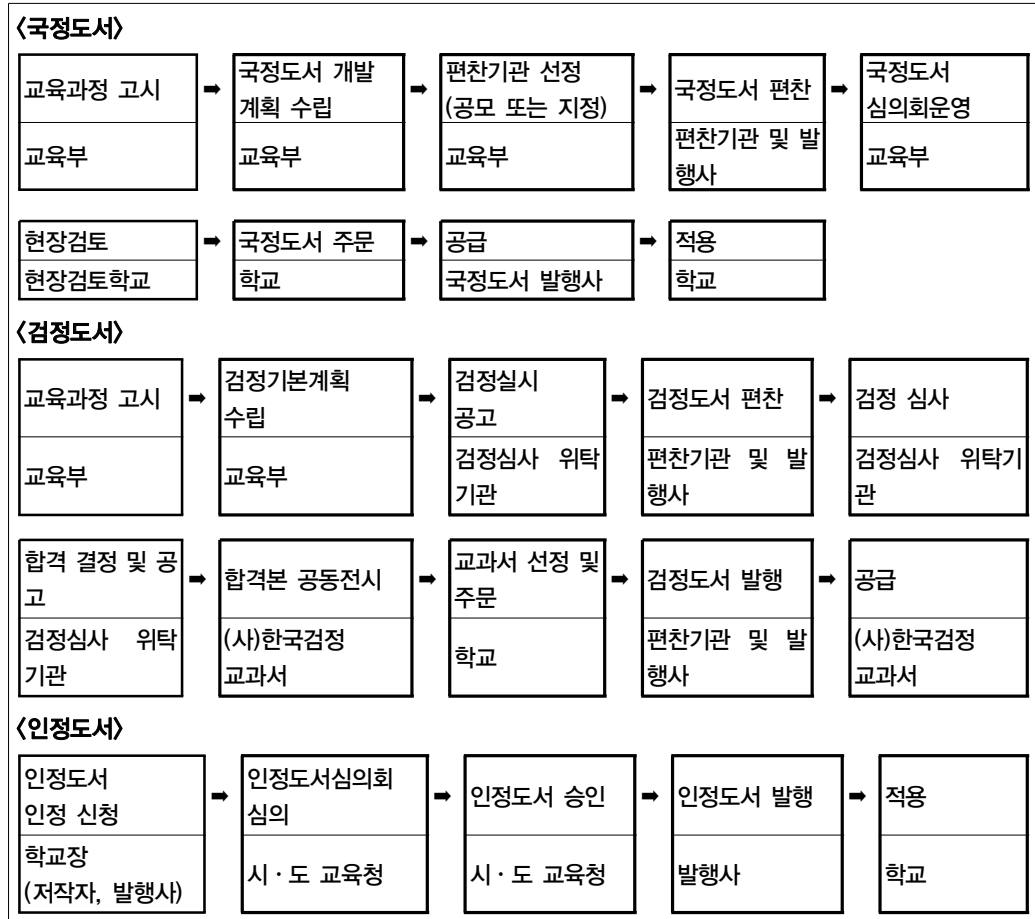 〈국정도서〉
교육과정 고시 ➡ 국정도서 개발 ➡ 편찬기관 선정 ➡ 국정도서 편찬 ➡ 국정도서
계획 수립 (공모 또는 지정) 심의회운영
교육부 교육부 교육부 편찬기관 및 발 교육부
행사
현장검토 ➡ 국정도서 주문 ➡ 공급 ➡ 적용
현장검토학교 학교 국정도서 발행사 학교
〈검정도서〉
교육과정 고시 ➡ 검정기본계획 ➡ 검정실시 ➡ 검정도서 편찬 ➡ 검정 심사
수립 공고
교육부 교육부 검정심사 위탁 편찬기관 및 발 검정심사 위탁기
기관 행사 관
합격 결정 및 공 ➡ 합격본 공동전시 ➡ 교과서 선정 및 ➡ 검정도서 발행 ➡ 공급
고 주문
검정심사 위탁 (사)한국검정 학교 편찬기관 및 발 (사)한국검정
기관 교과서 행사 교과서
〈인정도서〉
인정도서 ➡ 인정도서심의회 ➡ 인정도서 승인 ➡ 인정도서 발행 ➡ 적용
인정 신청 심의
학교장 시·도 교육청 시·도 교육청 발행사 학교
(저작자, 발행사)